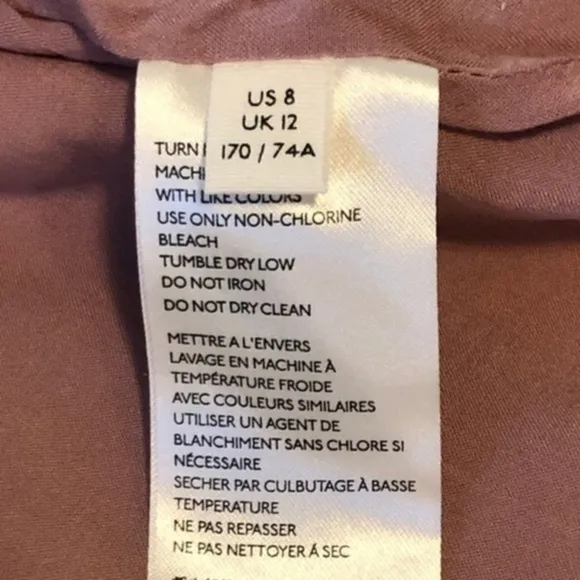 US 8
UK 12
170 / 74A
TURN
MACHI
WITH LIKE COLORS
USE ONLY NON-CHLORINE
BLEACH
TUMBLE DRY LOW
DO NOT IRON
DO NOT DRY CLEAN
METTRE A L'ENVERS
LAVAGE EN MACHINE À
TEMPÉRATURE FROIDE
AVEC COULEURS SIMILAIRES
UTILISER UN AGENT DE
BLANCHIMENT SANS CHLORE SI
NÉCESSAIRE
SECHER PAR CULBUTAGE À BASSE
TEMPERATURE
NE PAS REPASSER
NE PAS NETTOYER Á SEC